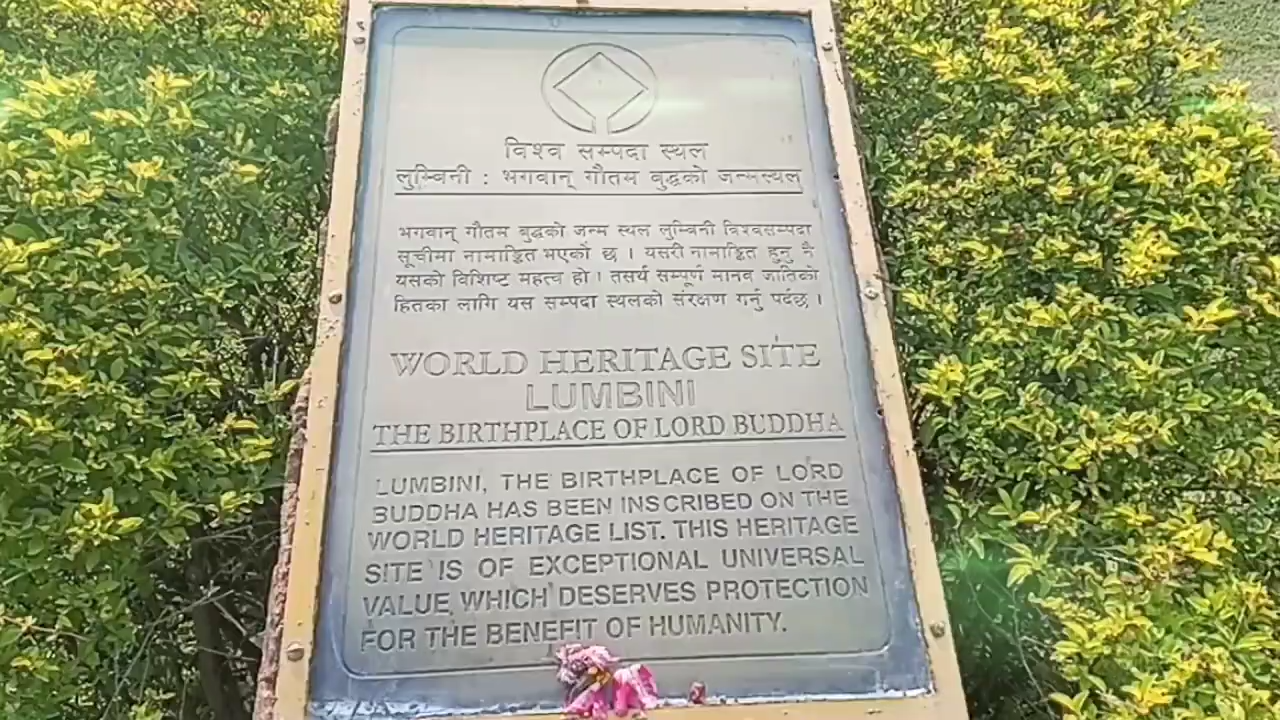 विश्व सम्पदा स्थल
लुम्बिनी : भगवान् गौतम बुद्धको जन्मस्थल
भगवान् गौतम बुद्धको जन्म स्थल लुम्बिनी विश्वसम्पदा
सूचीमा नामाङ्कित भएको छ । यसरी नामाङ्कित हुनु नै
यसको विशिष्ट महत्व हो । तसर्थ सम्पूर्ण मानव जातिको
हितका लागि यस सम्पदा स्थलको संरक्षण गर्नु पर्दछ ।
WORLD HERITAGE SITE
LUMBINI
THE BIRTHPLACE OF LORD BUDDHA
LUMBINI, THE BIRTHPLACE OF LORD
BUDDHA HAS BEEN INSCRIBED ON THE
WORLD HERITAGE LIST. THIS HERITAGE
SITE IS OF EXCEPTIONAL UNIVERSAL
VALUE, WHICH DESERVES PROTECTION
FOR THE BENEFIT OF HUMANITY.